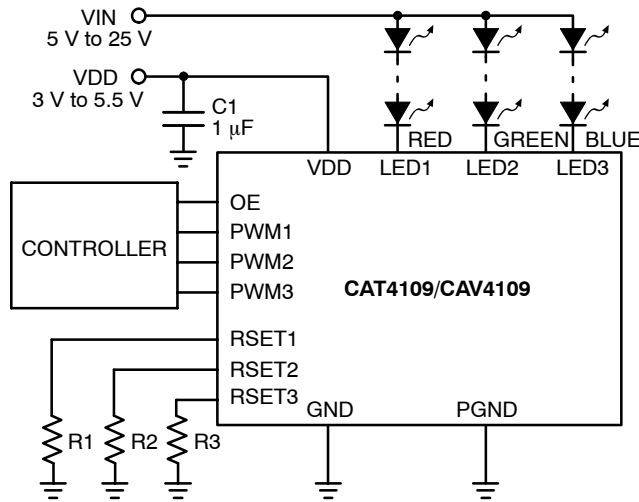 VIN
5 V to 25 V
VDD
3 V to 5.5 V
C1
1 μF
RED
GREEN
BLUE
VDD
LED1
LED2
LED3
OE
PWM1
PWM2
PWM3
CONTROLLER
CAT4109/CAV4109
RSET1
RSET2
RSET3
GND
PGND
R1
R2
R3